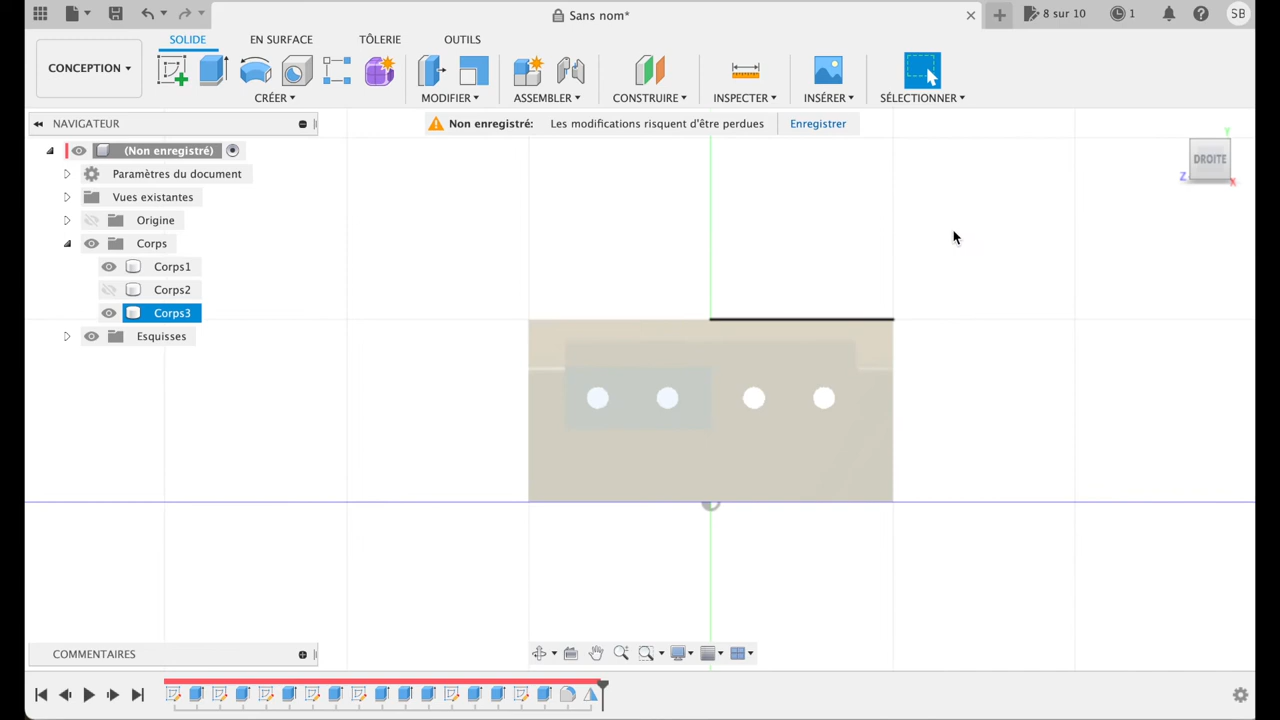 Sans nom*
8 sur 10
1
SB
CONCEPTION
SOLIDE
EN SURFACE
TÔLERIE
OUTILS
CRÉER
MODIFIER
ASSEMBLER
CONSTRUIRE
INSPECTER
INSÉRER
SÉLECTIONNER
NAVIGATEUR
Non enregistré: Les modifications risquent d'être perdues Enregistrer
(Non enregistré)
Paramètres du document
Vues existantes
Origine
Corps
Corps1
Corps2
Corps3
Esquisses
Y
DROITE
Z
X
COMMENTAIRES